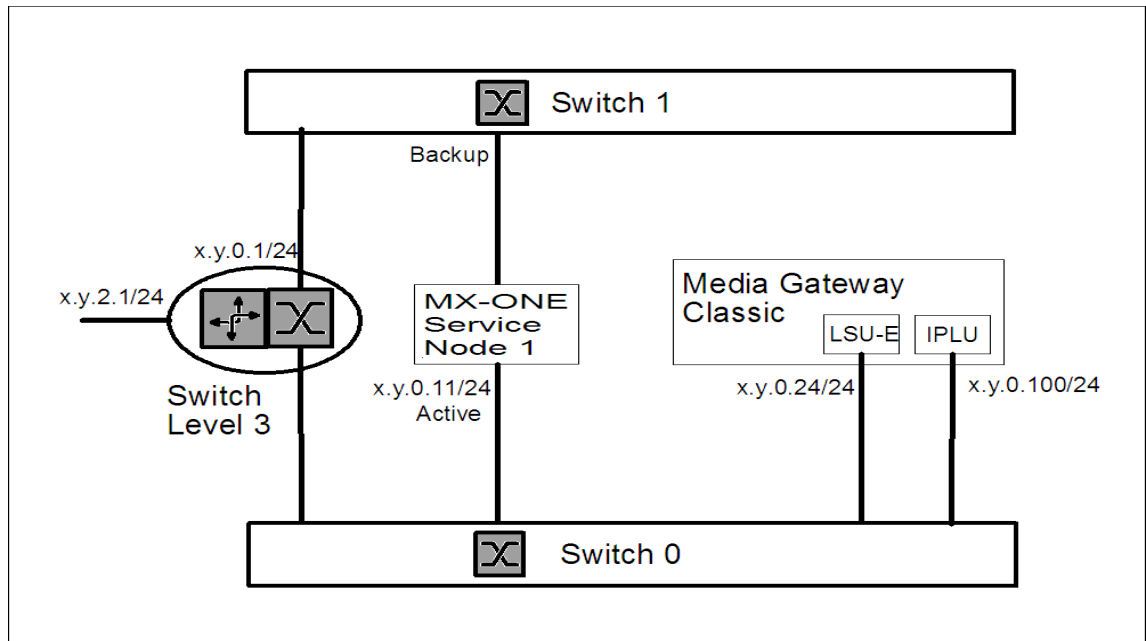 Switch 1
Backup
x.y.0.1/24
x.y.2.1/24
MX-ONE
Service
Node 1
Media Gateway
Classic
LSU-E
IPLU
x.y.0.11/24
Active
x.y.0.24/24
x.y.0.100/24
Switch
Level 3
Switch 0